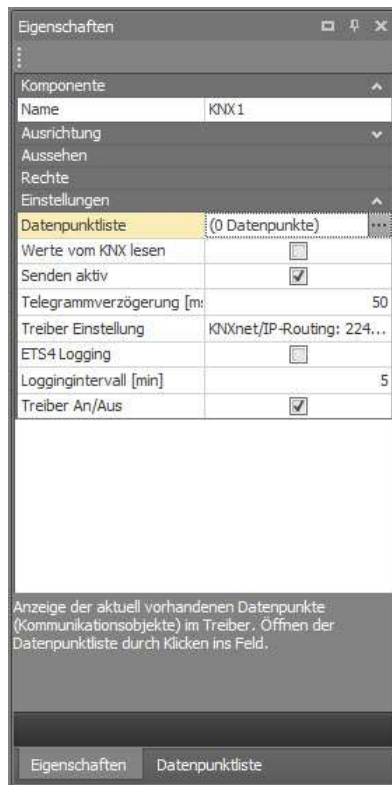 Eigenschaften
Komponente
Name KNX1
Ausrichtung
Aussehen
Rechte
Einstellungen
Datenpunktliste (0 Datenpunkte) ...
Werte vom KNX lesen
Senden aktiv
Telegrammverzögerung [m: 50
Treiber Einstellung KNXnet/IP-Routing: 224...
ETS4 Logging
Loggingintervall [min] 5
Treiber An/Aus
Anzeige der aktuell vorhandenen Datenpunkte
(Kommunikationsobjekte) im Treiber. Öffnen der
Datenpunktliste durch Klicken ins Feld.
Eigenschaften Datenpunktliste